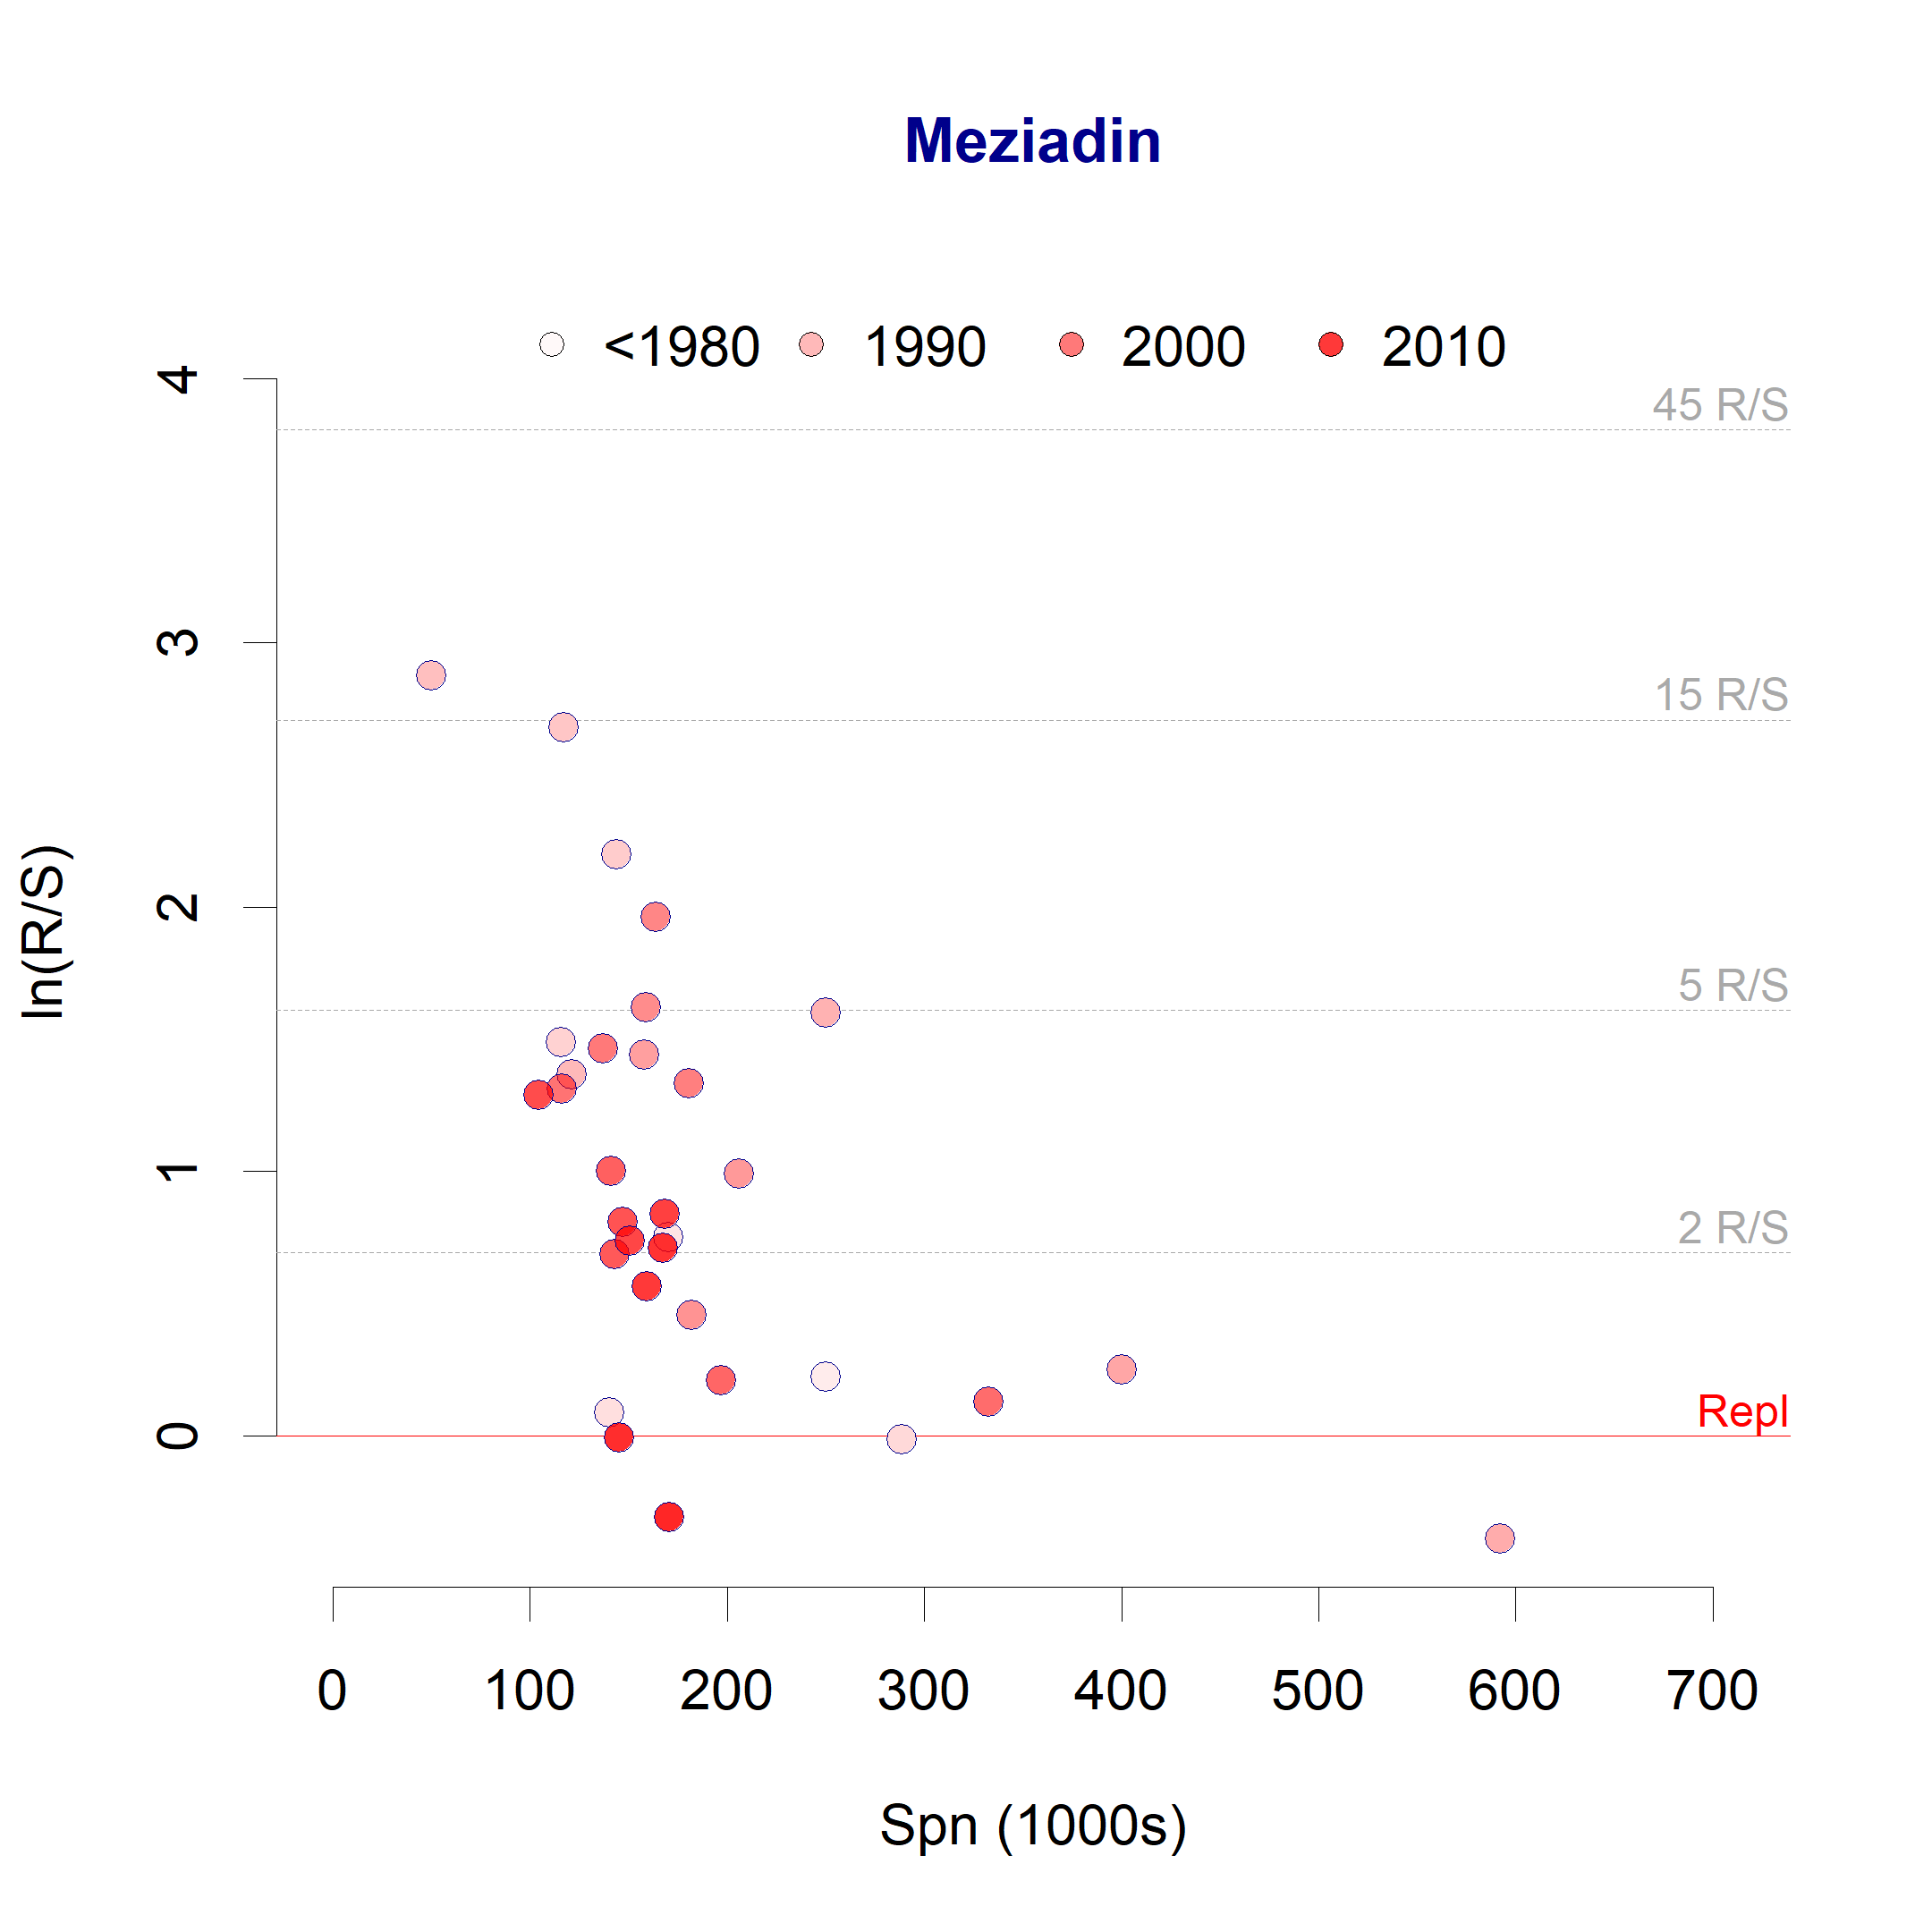 Meziadin
<1980 1990 2000 2010
45 R/S
15 R/S
5 R/S
2 R/S
Repl
ln(R/S)
4
3
2
1
0
0 100 200 300 400 500 600 700
Spn (1000s)